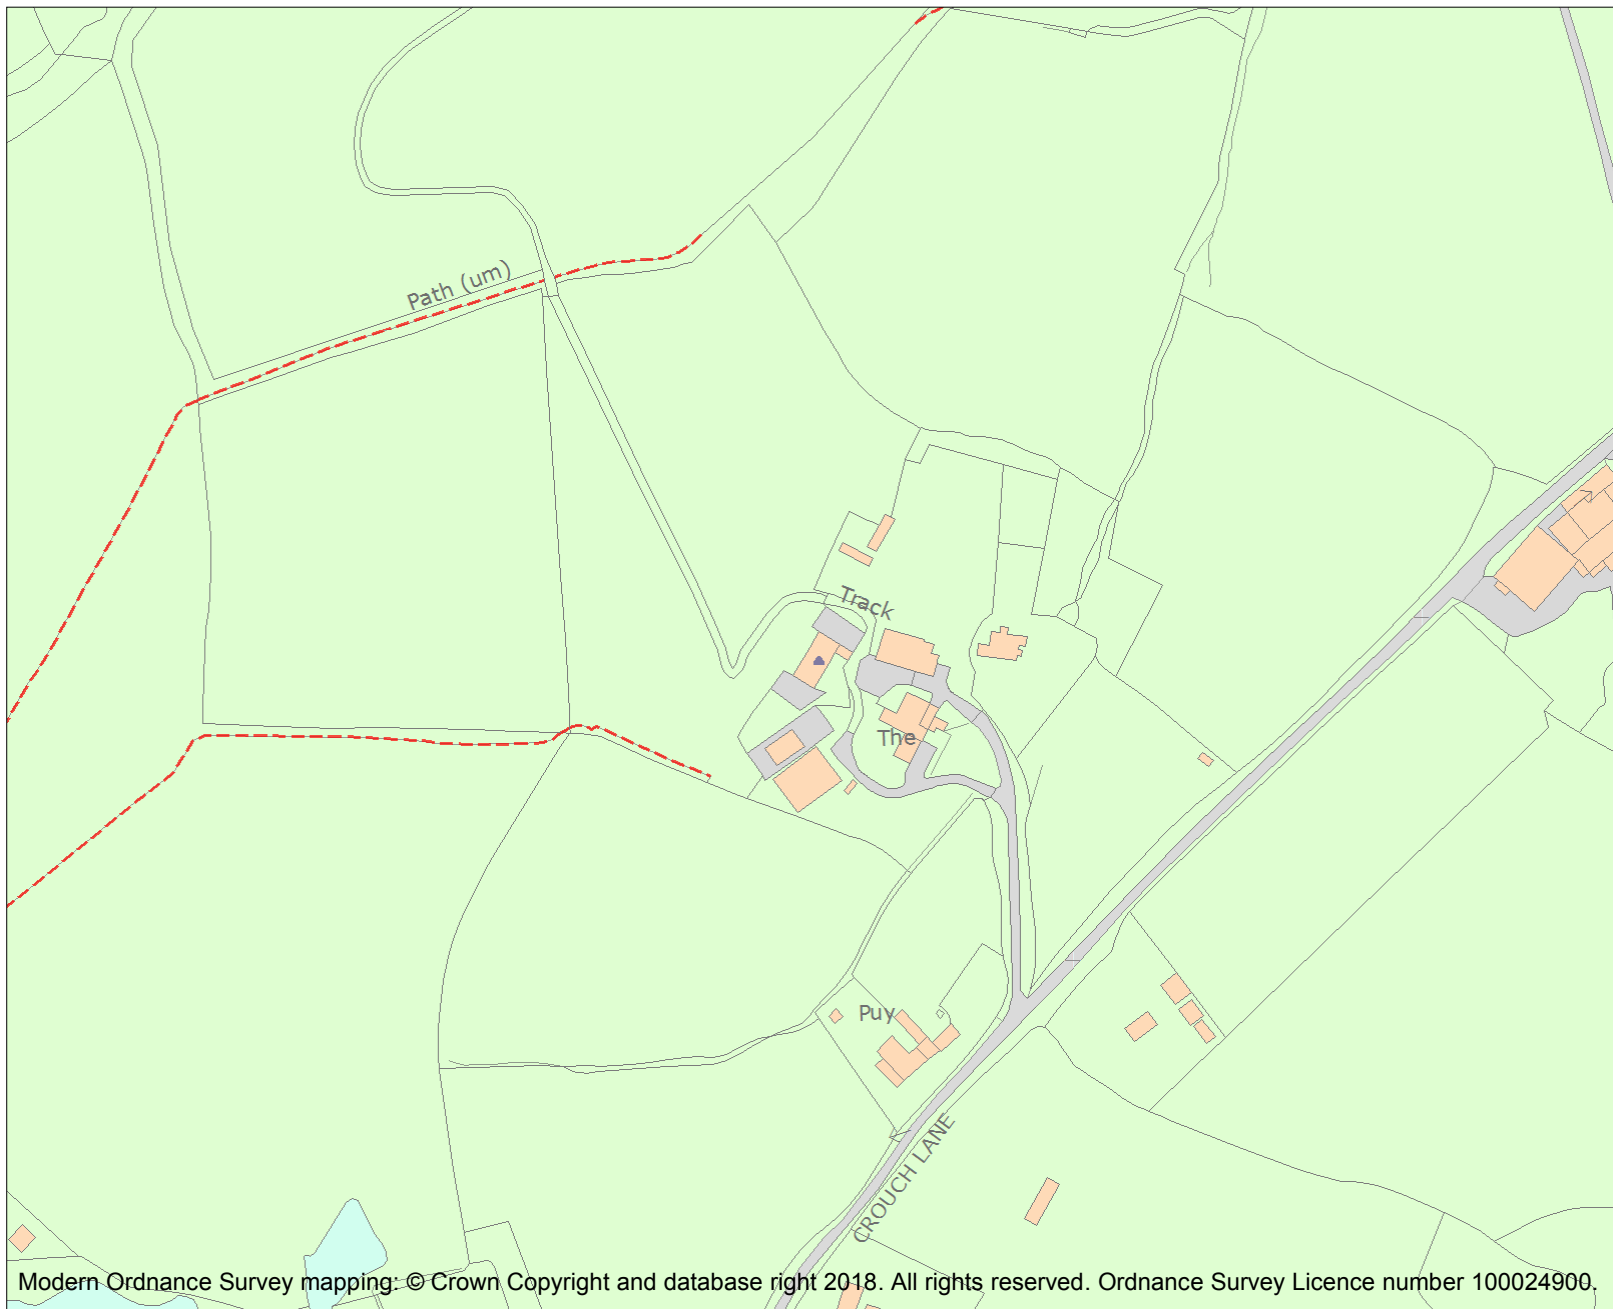 Path (um)
Track
The
Puy
CROUCH LANE
Modern Ordnance Survey mapping: © Crown Copyright and database right 2018. All rights reserved. Ordnance Survey Licence number 100024900.